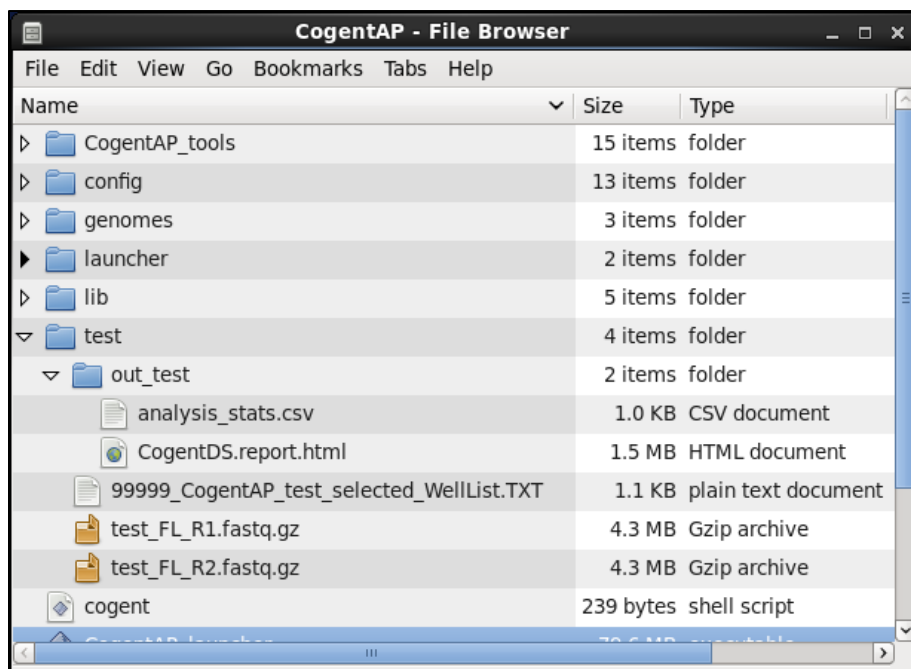 CogentAP - File Browser
File Edit View Go Bookmarks Tabs Help
Name Size Type
CogentAP_tools 15 items folder
config 13 items folder
genomes 3 items folder
launcher 2 items folder
lib 5 items folder
test 4 items folder
out_test 2 items folder
analysis_stats.csv 1.0 KB CSV document
CogentDS.report.html 1.5 MB HTML document
99999_CogentAP_test_selected_WellList.TXT 1.1 KB plain text document
test_FL_R1.fastq.gz 4.3 MB Gzip archive
test_FL_R2.fastq.gz 4.3 MB Gzip archive
cogent 239 bytes shell script
CogentAP_launcher MB executable